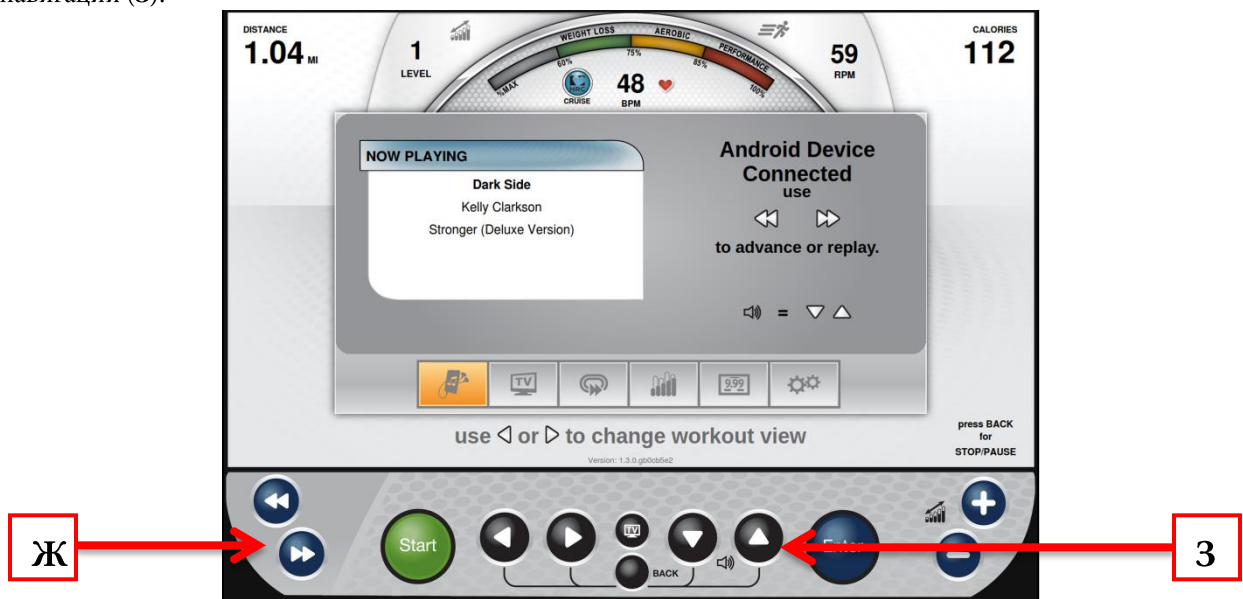 навигации (З).
DISTANCE
1.04 MI
1
LEVEL
%MAX
60%
WEIGHT LOSS
75%
AEROBIC
85%
PERFORMANCE
100%
HRC
CRUISE
48
BPM
59
RPM
CALORIES
112
NOW PLAYING
Dark Side
Kelly Clarkson
Stronger (Deluxe Version)
Android Device
Connected
use
to advance or replay.
=
TV
9.99
use ◁ or ▷ to change workout view
Version: 1.3.0.gb0cb5e2
press BACK
for
STOP/PAUSE
Ж
Start
TV
BACK
Enter
З